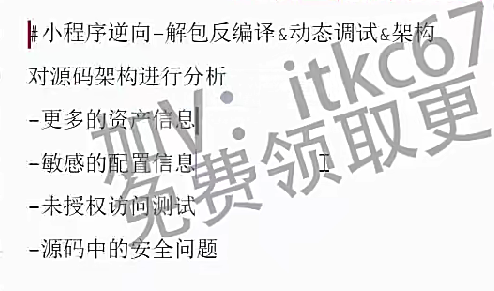 #小程序逆向-解包反编译&动态调试&架构
对源码架构进行分析
-更多的资产信息
-敏感的配置信息
-未授权访问测试
-源码中的安全问题
加V：itkc67
免费领取更